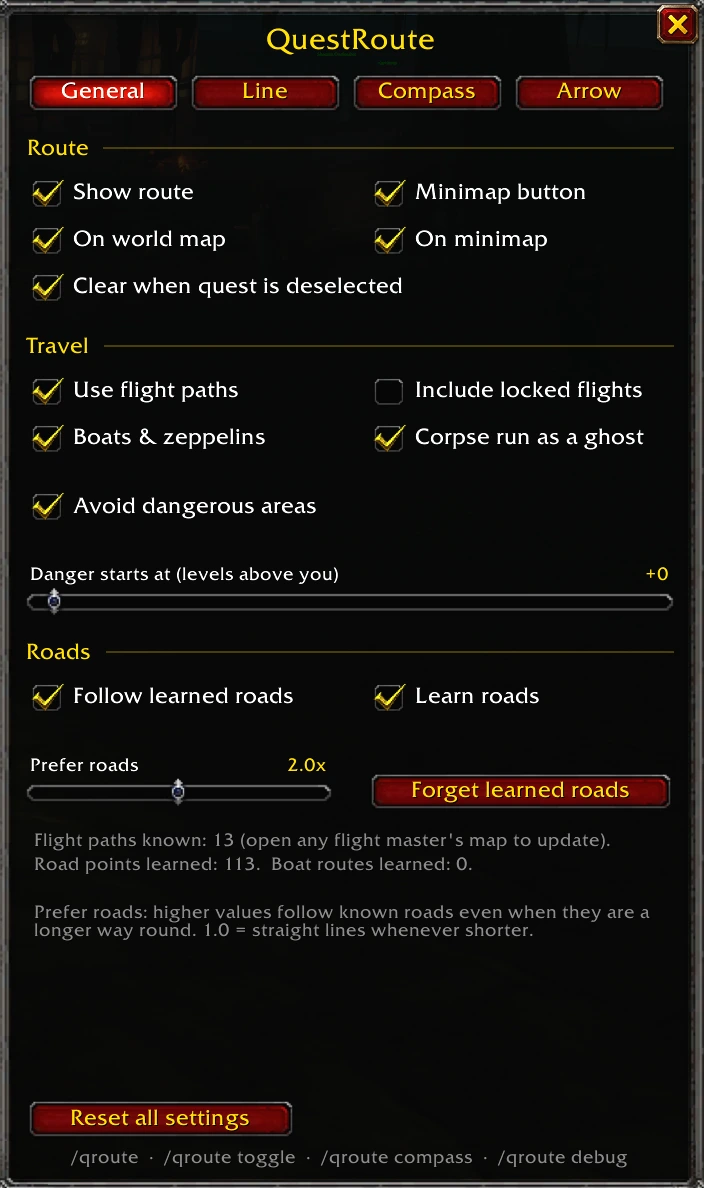 QuestRoute
General Line Compass Arrow
Route
Show route Minimap button
On world map On minimap
Clear when quest is deselected
Travel
Use flight paths Include locked flights
Boats & zeppelins Corpse run as a ghost
Avoid dangerous areas
Danger starts at (levels above you) +0
Roads
Follow learned roads Learn roads
Prefer roads 2.0x
Forget learned roads
Flight paths known: 13 (open any flight master's map to update).
Road points learned: 113. Boat routes learned: 0.
Prefer roads: higher values follow known roads even when they are a
longer way round. 1.0 = straight lines whenever shorter.
Reset all settings
/qroute · /qroute toggle · /qroute compass · /qroute debug